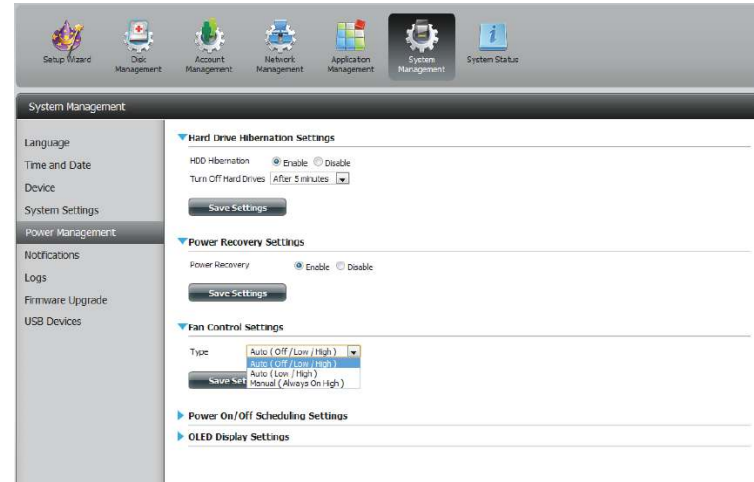 Setup Wizard
Disk
Management
Account
Management
Network
Management
Application
Management
System
Management
System Status
System Management
Language
Time and Date
Device
System Settings
Power Management
Notifications
Logs
Firmware Upgrade
USB Devices
Hard Drive Hibernation Settings
HDD Hibernation Enable Disable
Turn Off Hard Drives After 5 minutes
Save Settings
Power Recovery Settings
Power Recovery Enable Disable
Save Settings
Fan Control Settings
Type Auto ( Off /Low / High )
Auto ( Off /Low / High )
Auto ( Low / High )
Manual ( Always On High )
Save Set
Power On/Off Scheduling Settings
OLED Display Settings